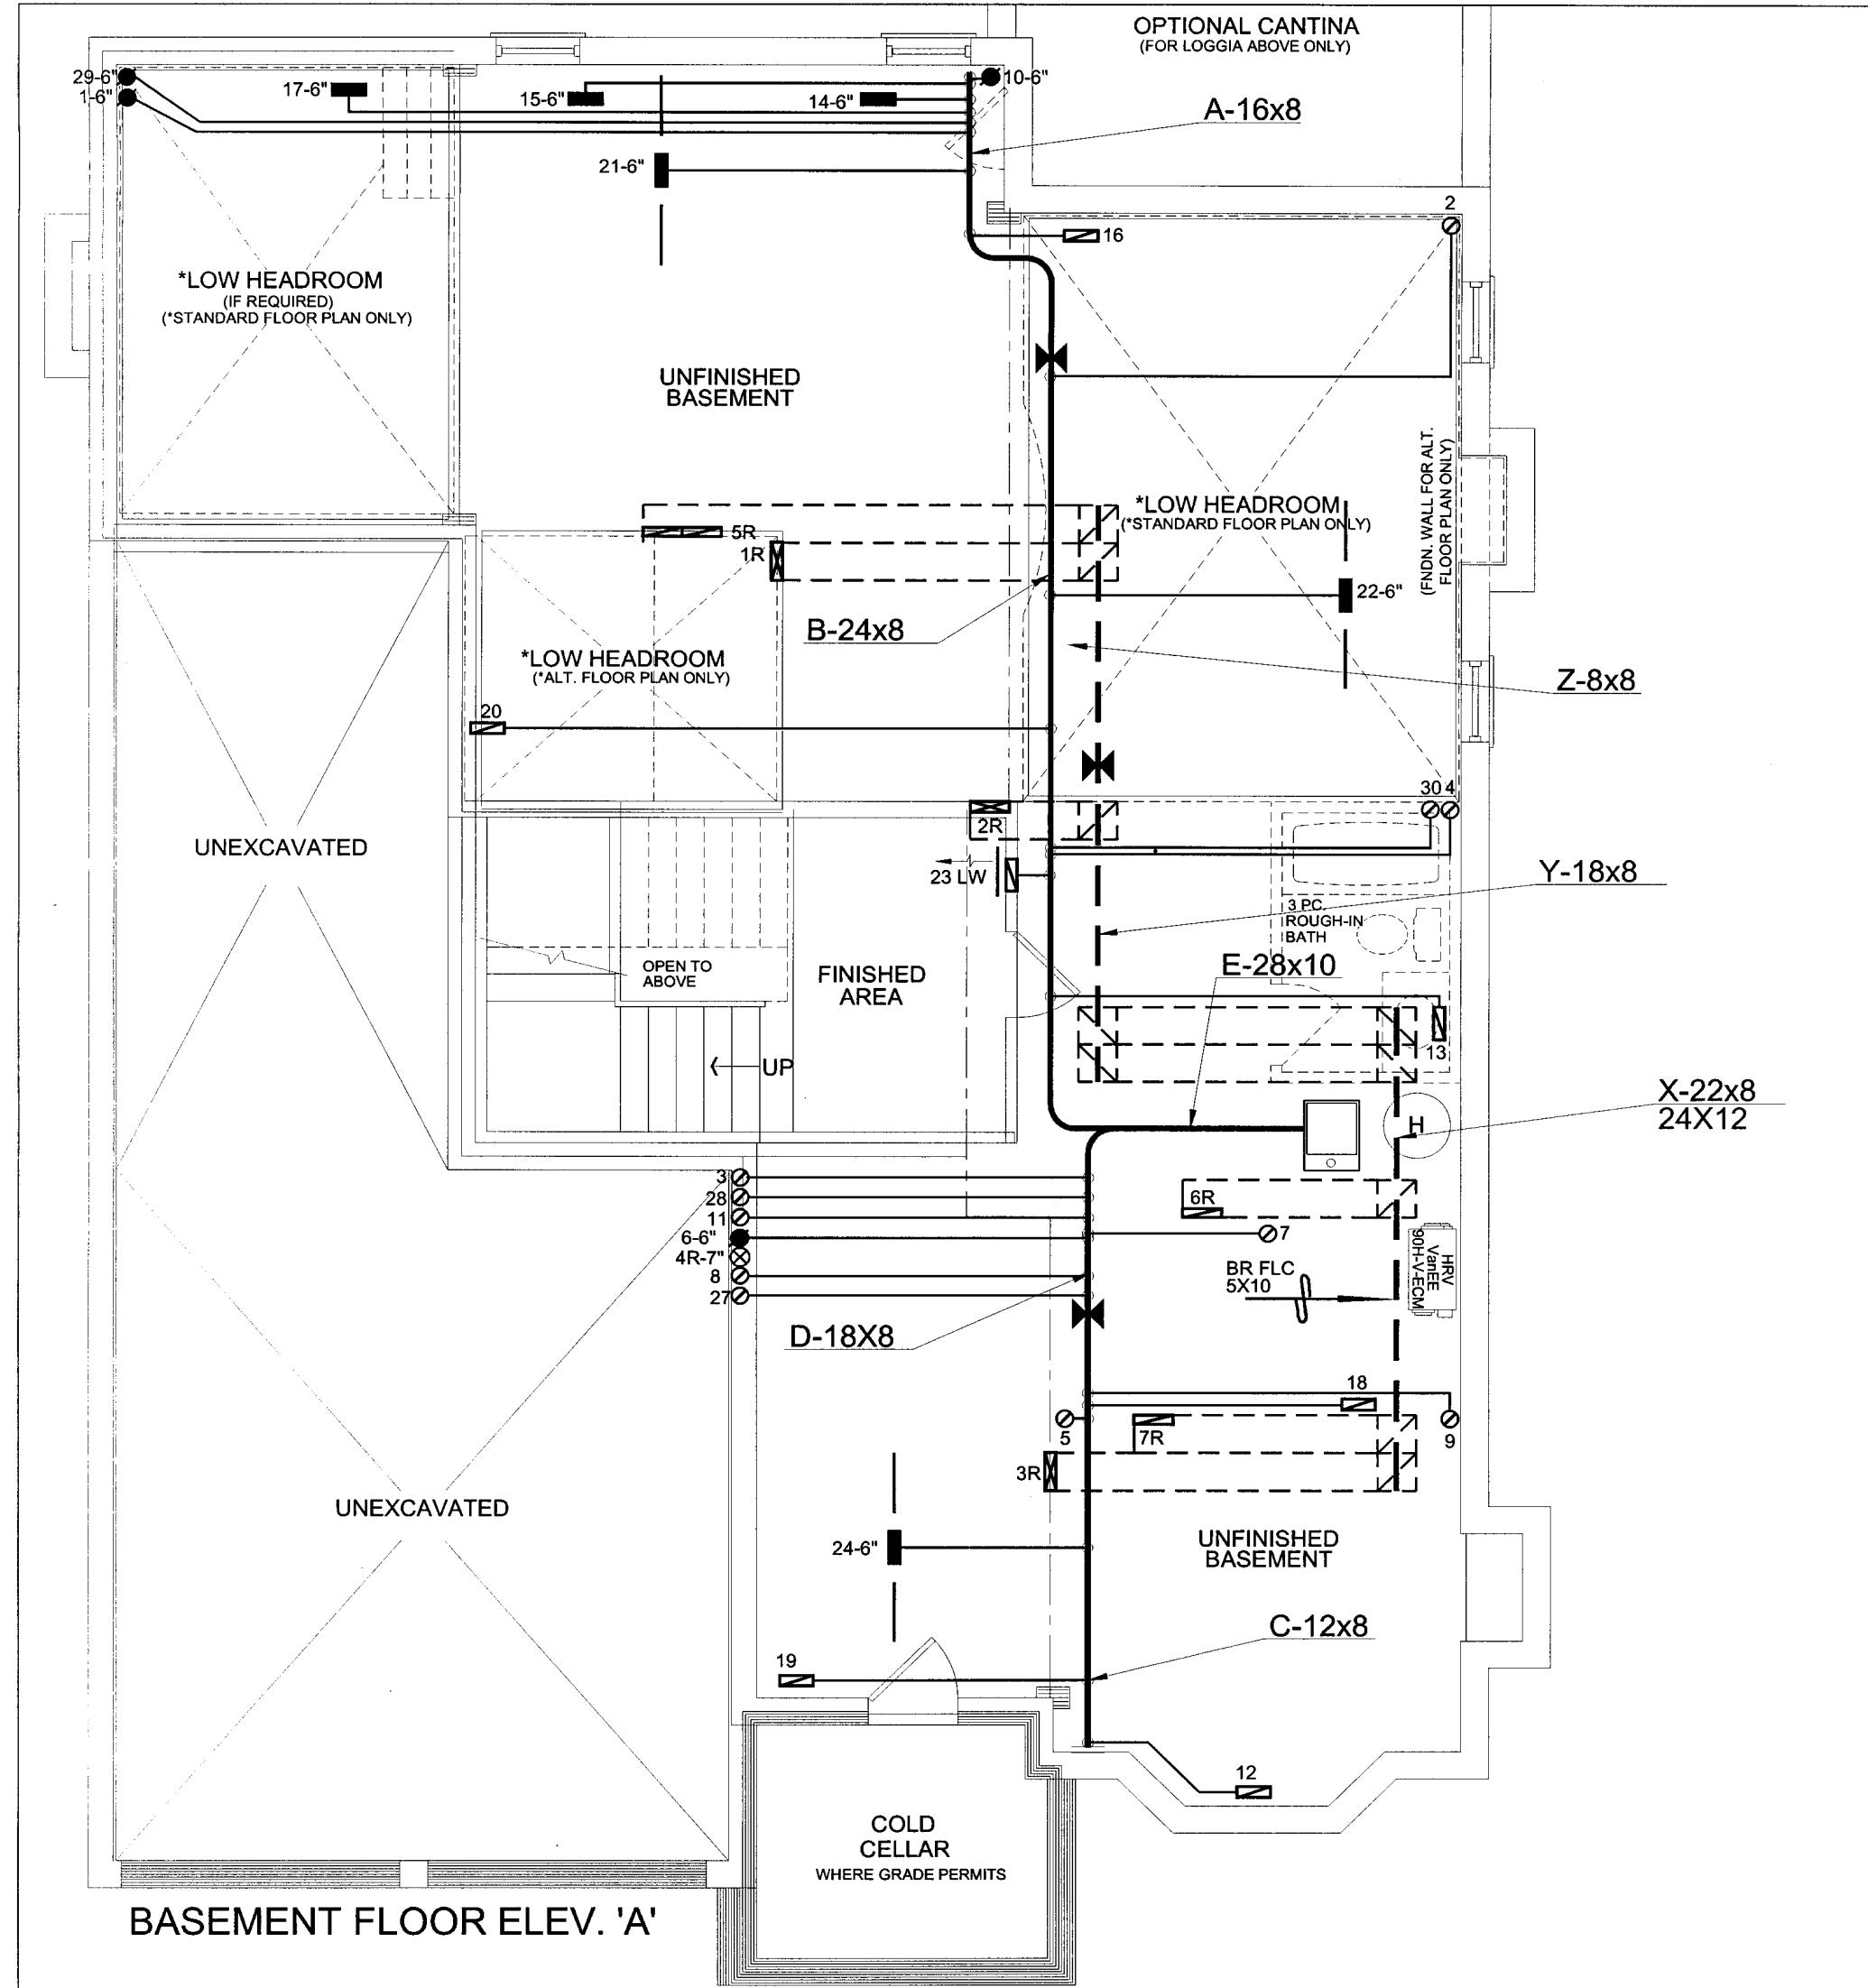 OPTIONAL CANTINA
(FOR LOGGIA ABOVE ONLY)
29-6"
1-6"
17-6"
15-6"
14-6"
10-6"
A-16x8
21-6"
2
16
*LOW HEADROOM
(IF REQUIRED)
(*STANDARD FLOOR PLAN ONLY)
UNFINISHED
BASEMENT
(FNDN. WALL FOR ALT.
FLOOR PLAN ONLY)
*LOW HEADROOM
(*STANDARD FLOOR PLAN ONLY)
5R
1R
22-6"
B-24x8
*LOW HEADROOM
(*ALT. FLOOR PLAN ONLY)
Z-8x8
20
30 4
2R
UNEXCAVATED
23 LW
Y-18x8
3 PC.
ROUGH-IN
BATH
OPEN TO
ABOVE
FINISHED
AREA
E-28x10
13
UP
X-22x8
24X12
H
3
28
11
6-6"
4R-7"
8
27
6R
7
BR FLC
5X10
HRV
VanEE
90H-V-ECM
D-18X8
18
5
7R
9
3R
UNEXCAVATED
24-6"
UNFINISHED
BASEMENT
C-12x8
19
12
COLD
CELLAR
WHERE GRADE PERMITS
BASEMENT FLOOR ELEV. 'A'